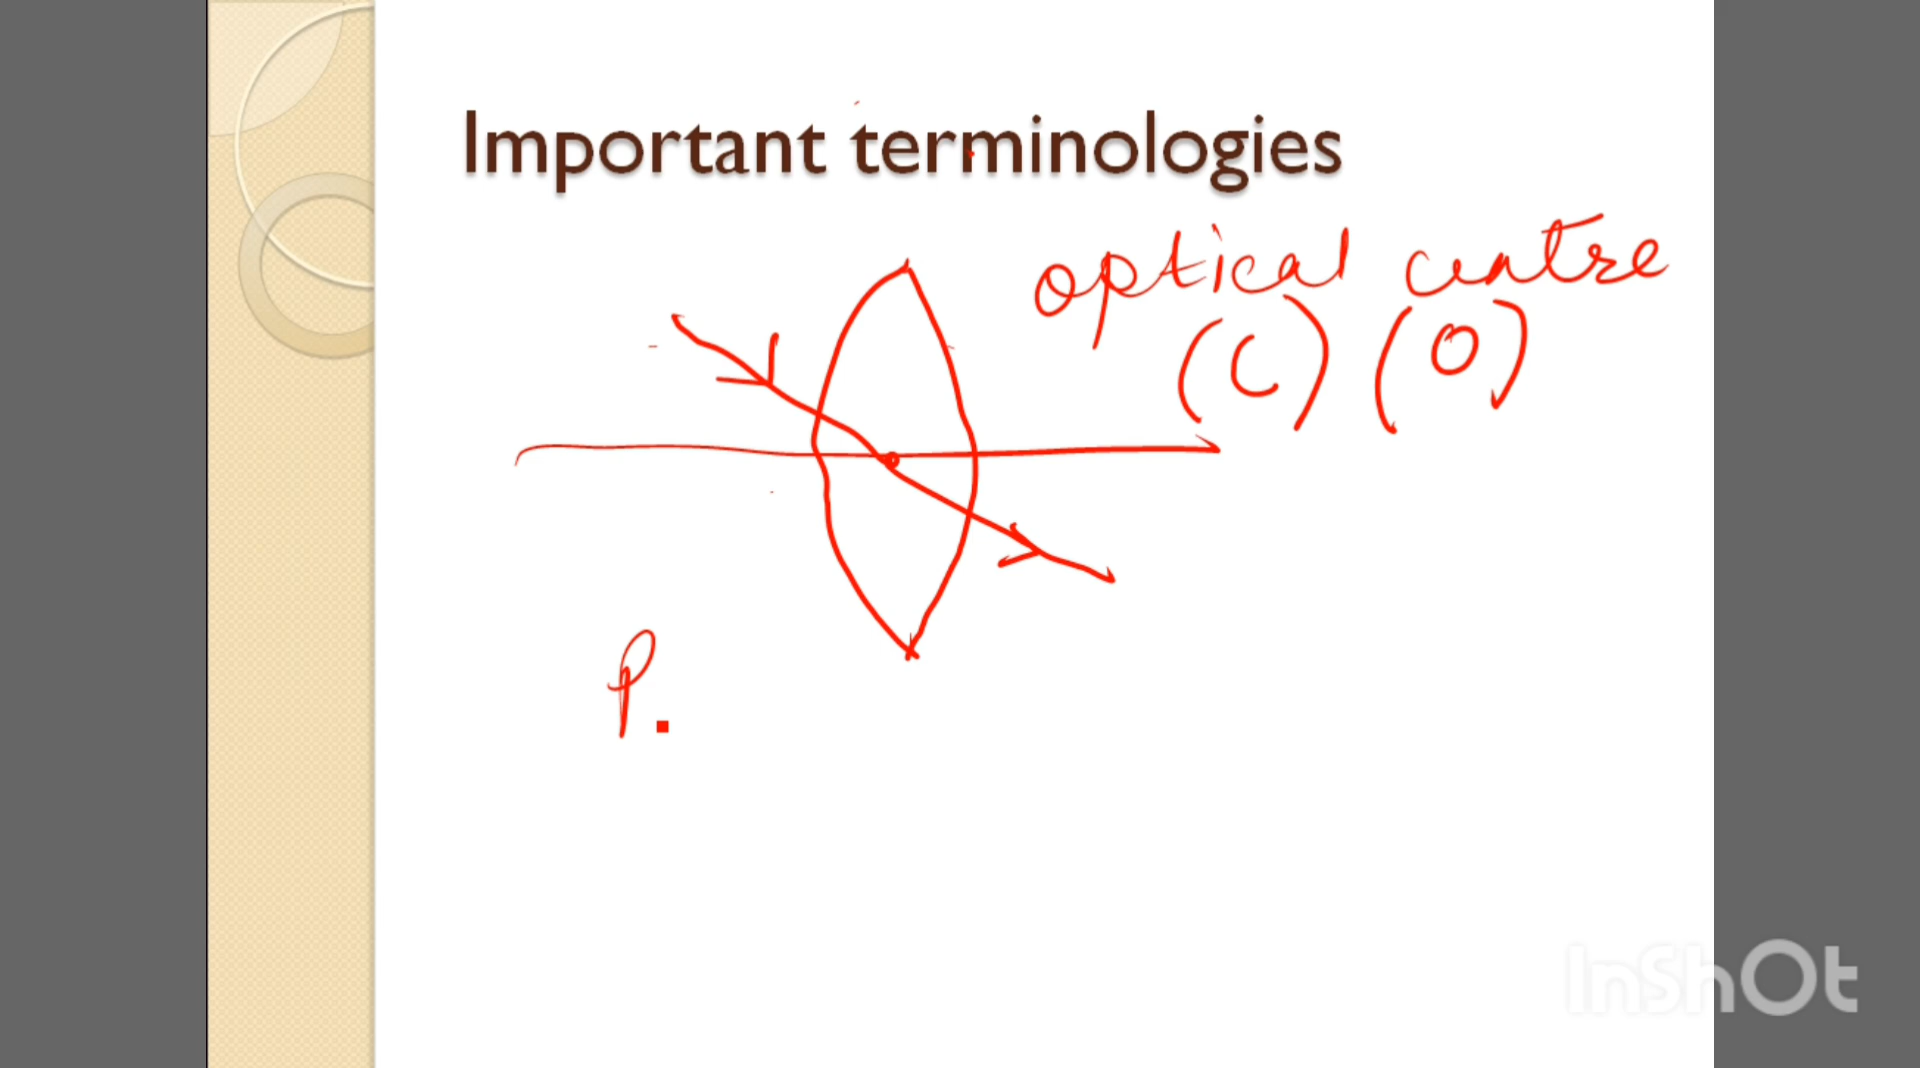 Important terminologies
optical centre
(C) (O)
P.
InShOt